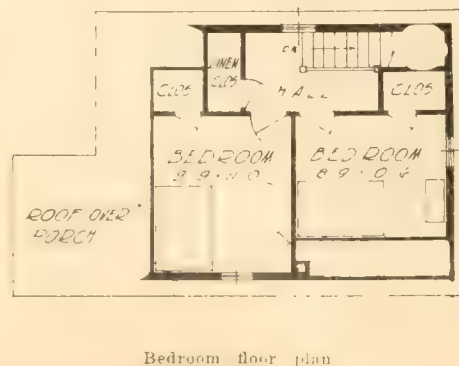 LINEN
CLOS
CLOS
HALL
CLOS
BEDROOM
BEDROOM
ROOF OVER
PORCH
Bedroom floor plan